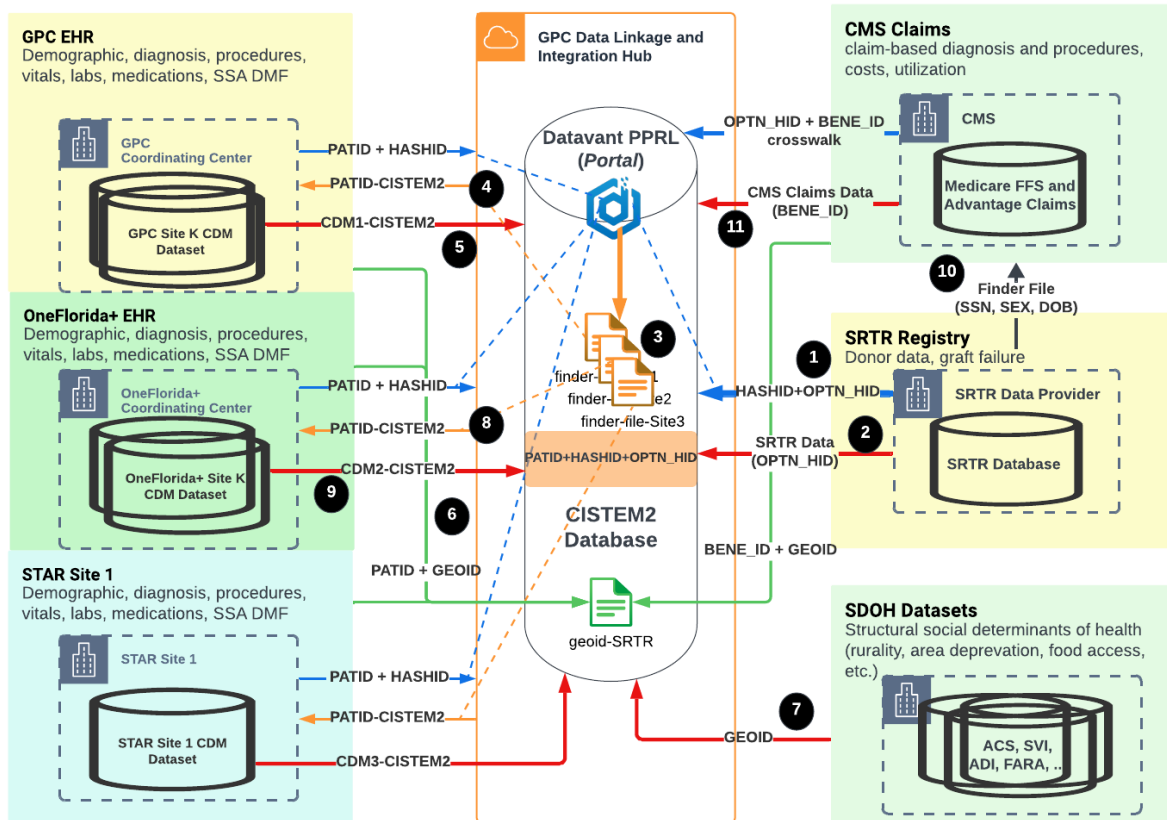 GPC EHR
Demographic, diagnosis, procedures,
vitals, labs, medications, SSA DMF
GPC
Coordinating Center
GPC Site K CDM
Dataset
PATID + HASHID
PATID-CISTEM2
CDM1-CISTEM2
4
5
OneFlorida+ EHR
Demographic, diagnosis, procedures,
vitals, labs, medications, SSA DMF
OneFlorida+
Coordinating Center
OneFlorida+ Site K
CDM Dataset
PATID + HASHID
PATID-CISTEM2
CDM2-CISTEM2
8
9
6
PATID + GEOID
STAR Site 1
Demographic, diagnosis, procedures,
vitals, labs, medications, SSA DMF
STAR Site 1
STAR Site 1 CDM
Dataset
PATID + HASHID
PATID-CISTEM2
CDM3-CISTEM2
GPC Data Linkage and
Integration Hub
Datavant PPRL
(Portal)
3
finder-
1
finder-
e2
finder-file-Site3
PATID+HASHID+OPTN_HID
CISTEM2
Database
geoid-SRTR
CMS Claims
claim-based diagnosis and procedures,
costs, utilization
CMS
Medicare FFS and
Advantage Claims
OPTN_HID + BENE_ID
crosswalk
CMS Claims Data
(BENE_ID)
11
10
Finder File
(SSN, SEX, DOB)
SRTR Registry
Donor data, graft failure
SRTR Data Provider
SRTR Database
1
HASHID+OPTN_HID
2
SRTR Data
(OPTN_HID)
BENE_ID + GEOID
SDOH Datasets
Structural social determinants of health
(rurality, area deprevation, food access,
etc.)
ACS, SVI,
ADI, FARA, ..
7
GEOID